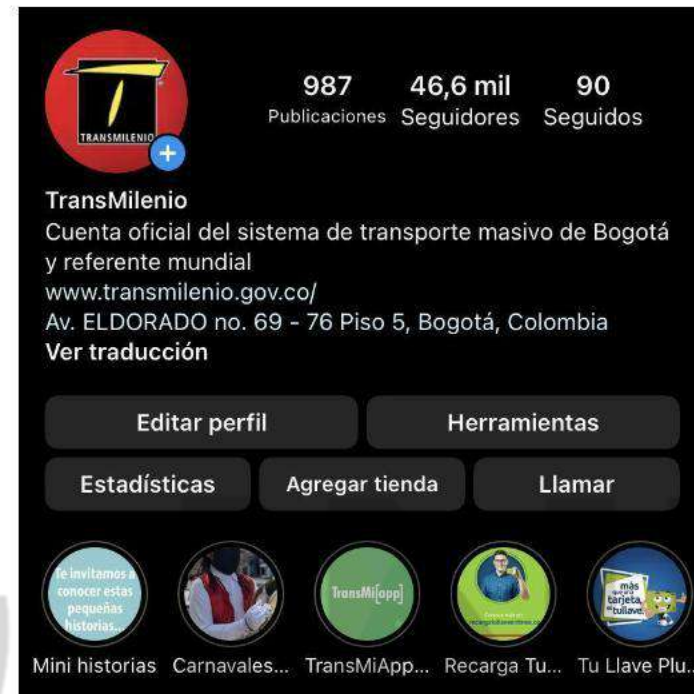 TRANSMILENIO
987 46,6 mil 90
Publicaciones Seguidores Seguidos
TransMilenio
Cuenta oficial del sistema de transporte masivo de Bogotá
y referente mundial
www.transmilenio.gov.co/
Av. ELDORADO no. 69 - 76 Piso 5, Bogotá, Colombia
Ver traducción
Editar perfil Herramientas
Estadísticas Agregar tienda Llamar
Te invitamos a
conocer estas
pequeñas
historias...
TransMi[app]
más
que una
tarjeta,
es tullave
Mini historias Carnavales... TransMiApp... Recarga Tu... Tu Llave Plu...